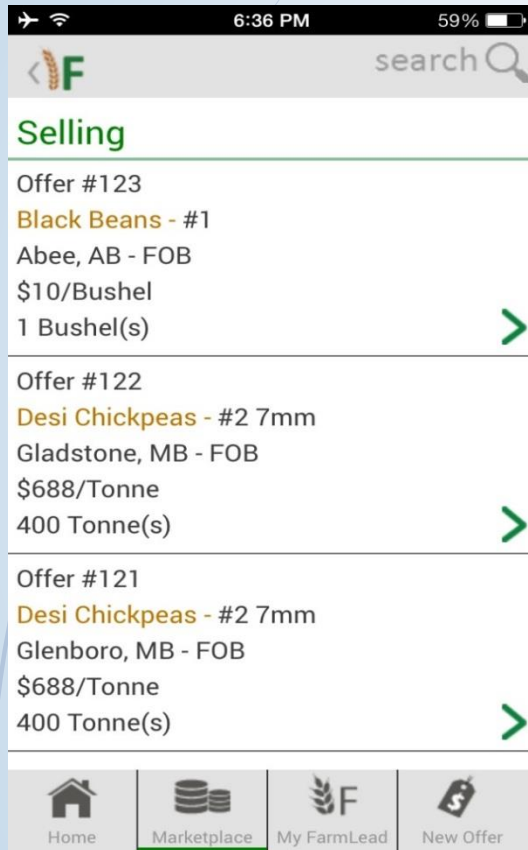 6:36 PM
59%
F
search
Selling
Offer #123
Black Beans - #1
Abee, AB - FOB
$10/Bushel
1 Bushel(s)
Offer #122
Desi Chickpeas - #2 7mm
Gladstone, MB - FOB
$688/Tonne
400 Tonne(s)
Offer #121
Desi Chickpeas - #2 7mm
Glenboro, MB - FOB
$688/Tonne
400 Tonne(s)
F
$
Home
Marketplace
My FarmLead
New Offer